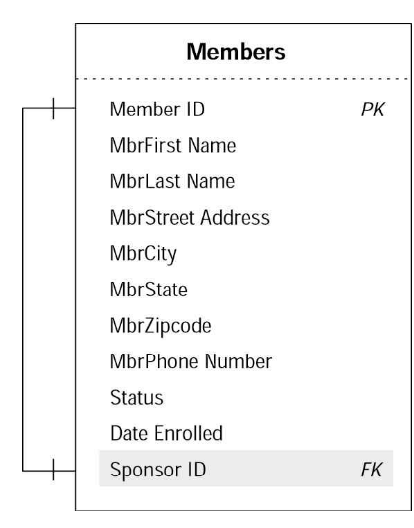 Members
Member ID PK
MbrFirst Name
MbrLast Name
MbrStreet Address
MbrCity
MbrState
MbrZipcode
MbrPhone Number
Status
Date Enrolled
Sponsor ID FK